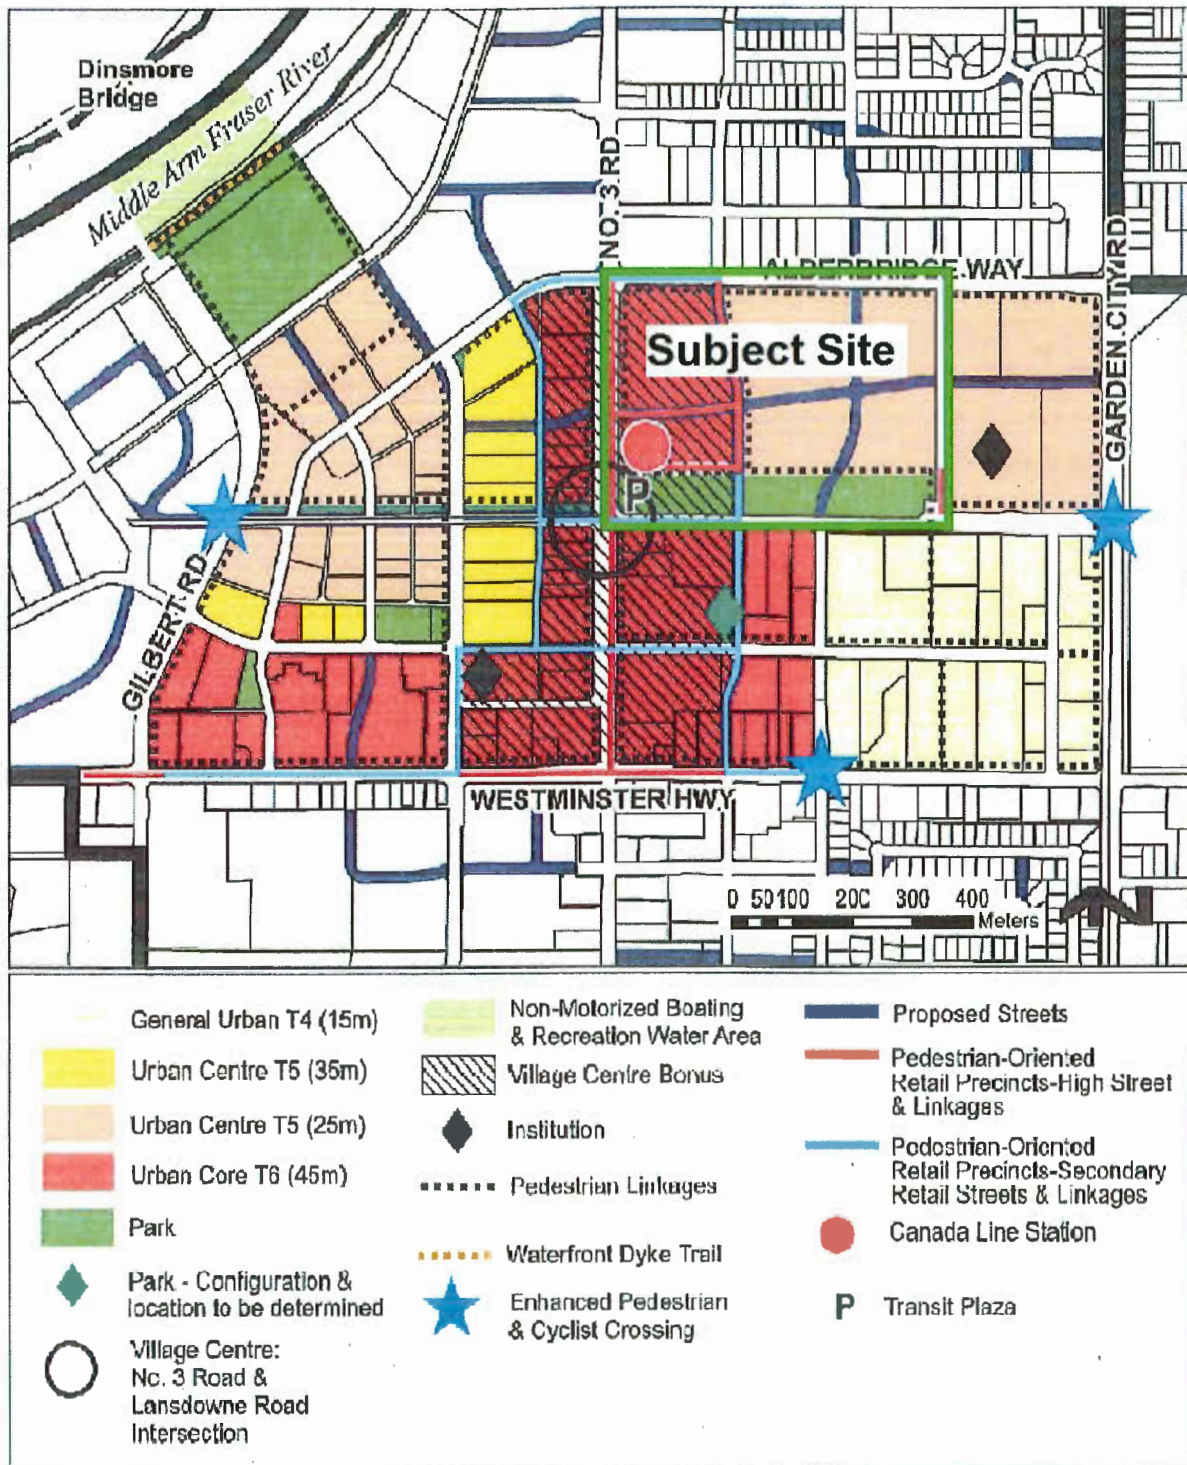 Dinsmore
Bridge
Middle Arm Fraser River
NO. 3 RD
ALDERBRIDGE WAY
GARDEN CITY RD
Subject Site
P
GILBERT RD
WESTMINSTER HWY
0 50 100 200 300 400
Meters
General Urban T4 (15m)
Urban Centre T5 (35m)
Urban Centre T5 (25m)
Urban Core T6 (45m)
Park
Park - Configuration &
location to be determined
Village Centre:
No. 3 Road &
Lansdowne Road
Intersection
Non-Motorized Boating
& Recreation Water Area
Village Centre Bonus
Institution
Pedestrian Linkages
Waterfront Dyke Trail
Enhanced Pedestrian
& Cyclist Crossing
Proposed Streets
Pedestrian-Oriented
Retail Precincts-High Street
& Linkages
Pedestrian-Oriented
Retail Precincts-Secondary
Retail Streets & Linkages
Canada Line Station
P Transit Plaza